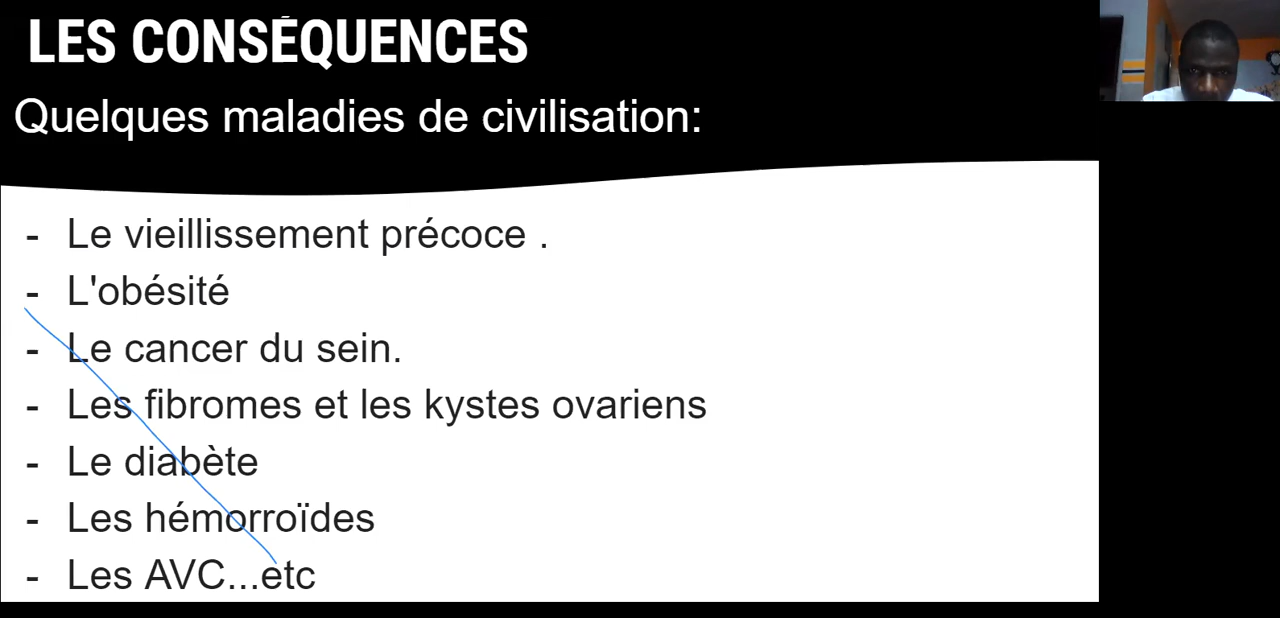 LES CONSÉQUENCES
Quelques maladies de civilisation:
- Le vieillissement précoce .
- L'obésité
- Le cancer du sein.
- Les fibromes et les kystes ovariens
- Le diabète
- Les hémorroïdes
- Les AVC...etc